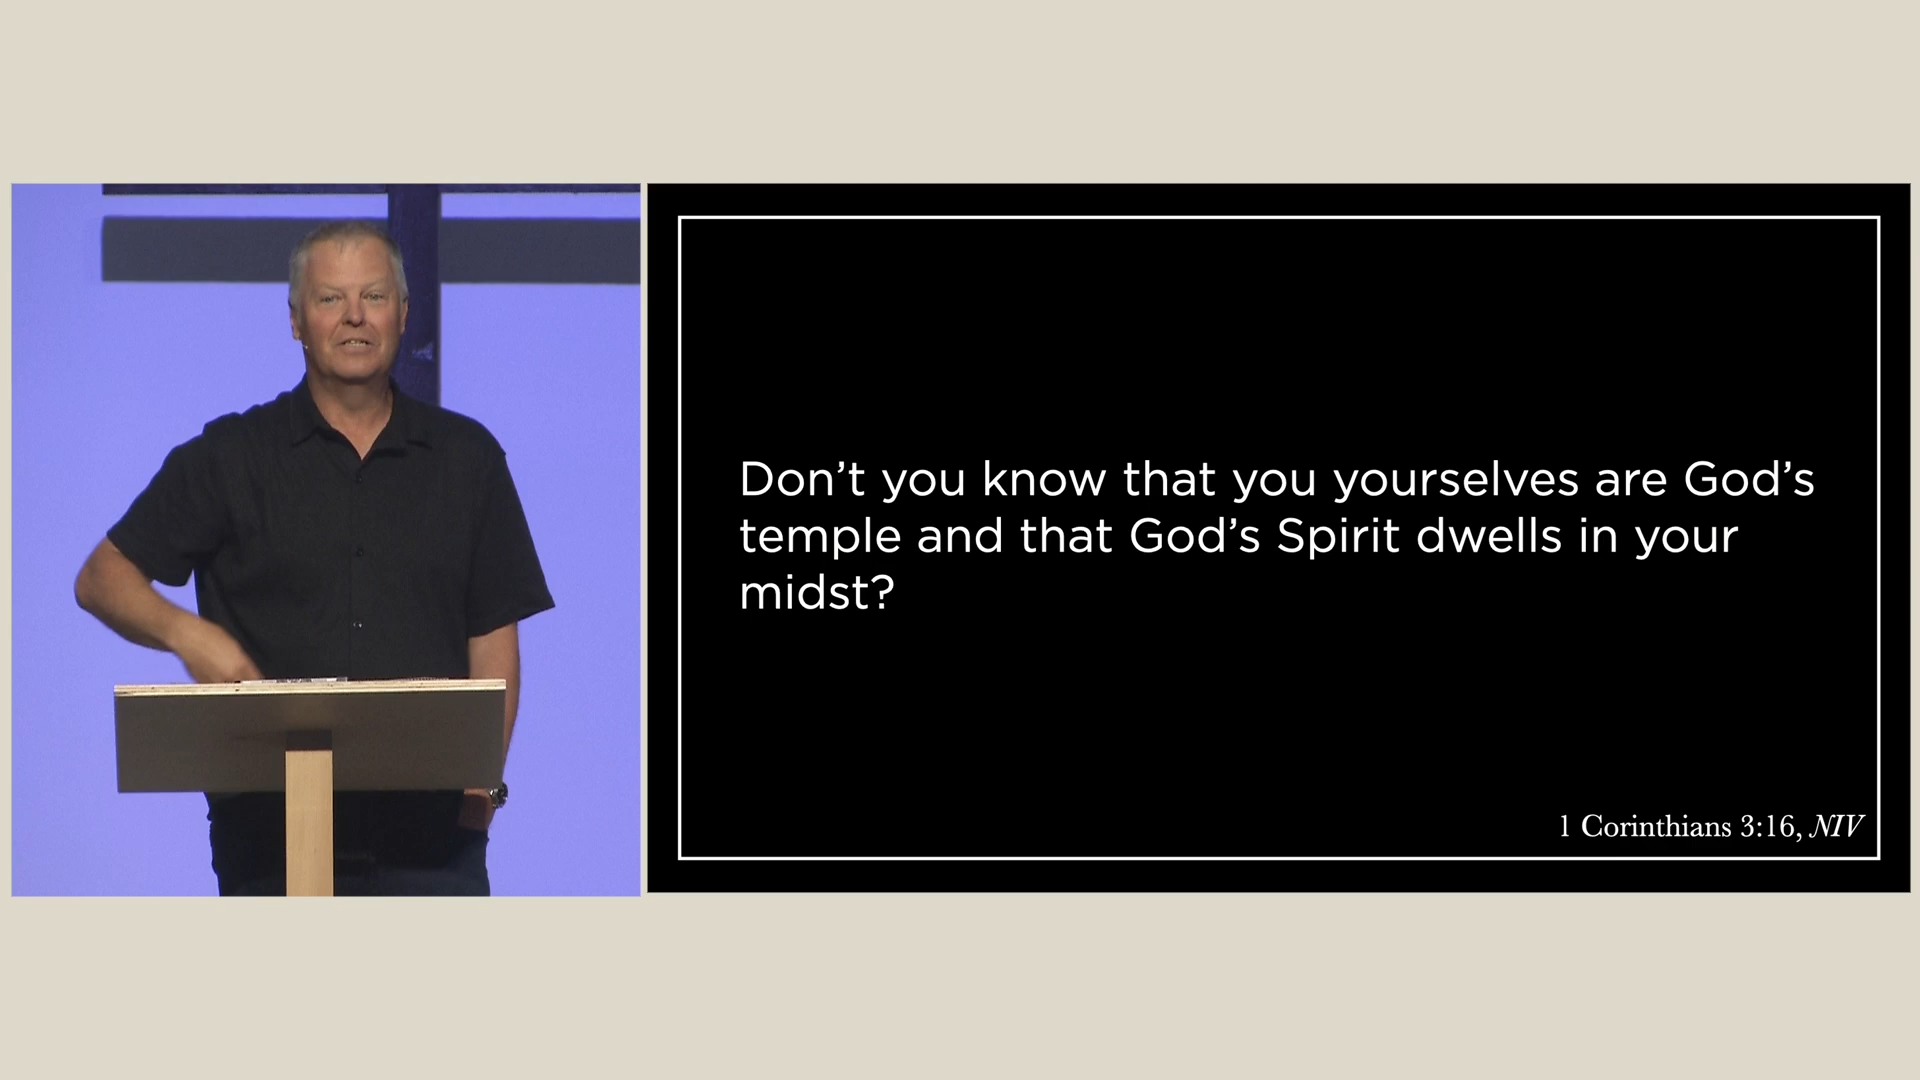 Don’t you know that you yourselves are God’s
temple and that God’s Spirit dwells in your
midst?
1 Corinthians 3:16, NIV